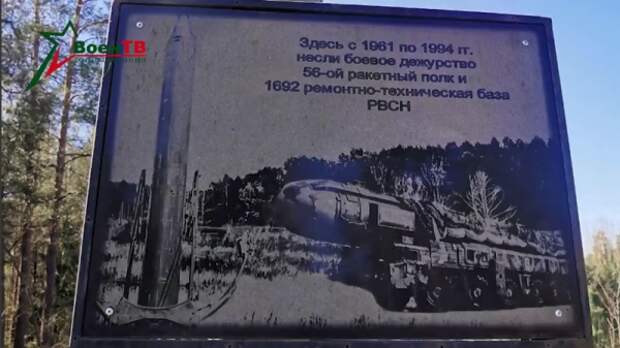 ВоенТВ
Здесь с 1961 по 1994 гг.
несли боевое дежурство
56-ой ракетный полк и
1692 ремонтно-техническая база
РВСН